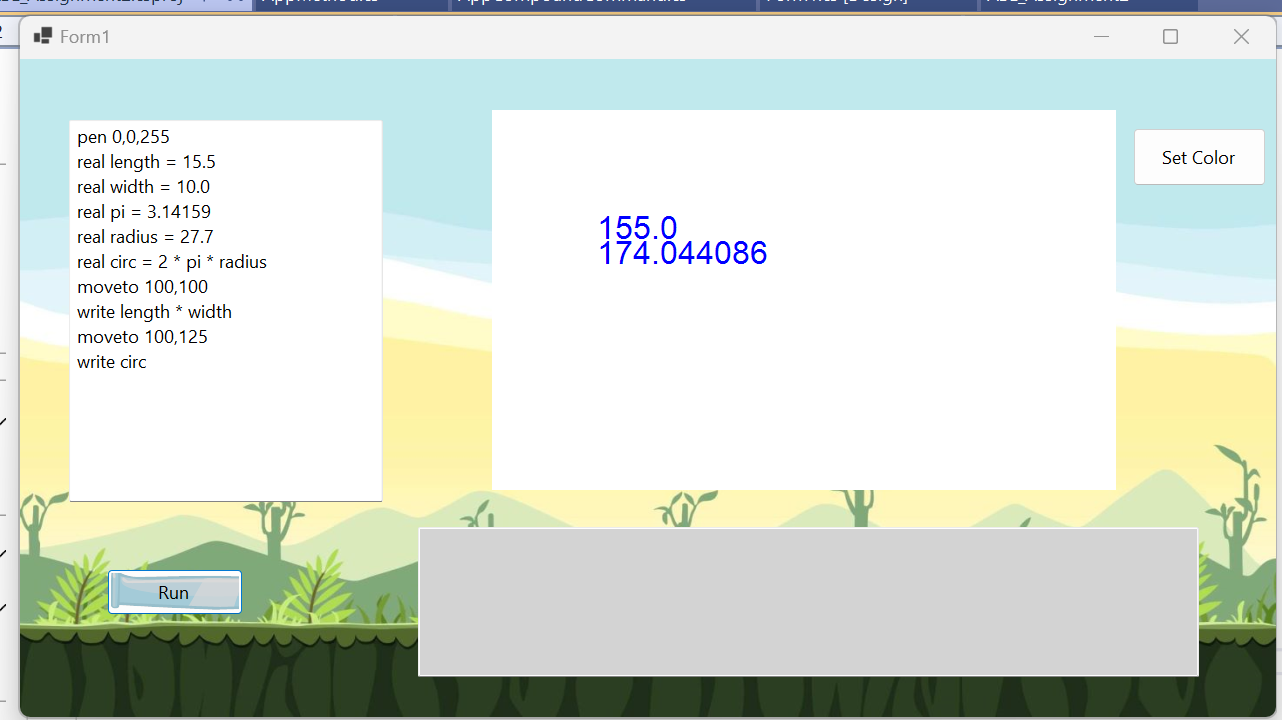 Form1
pen 0,0,255
real length = 15.5
real width = 10.0
real pi = 3.14159
real radius = 27.7
real circ = 2 * pi * radius
moveto 100,100
write length * width
moveto 100,125
write circ
155.0
174.044086
Set Color
Run